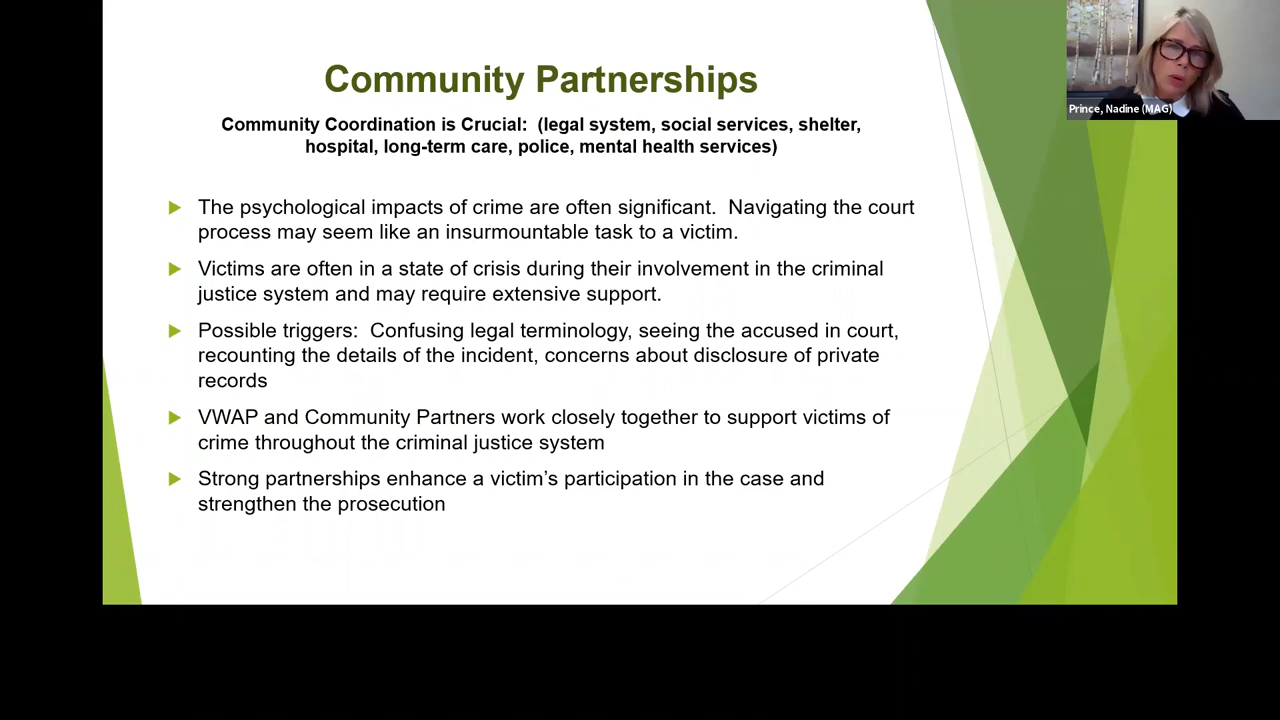 Community Partnerships
Community Coordination is Crucial:  (legal system, social services, shelter,
hospital, long-term care, police, mental health services)
The psychological impacts of crime are often significant.  Navigating the court
process may seem like an insurmountable task to a victim.
Victims are often in a state of crisis during their involvement in the criminal
justice system and may require extensive support.
Possible triggers:  Confusing legal terminology, seeing the accused in court,
recounting the details of the incident, concerns about disclosure of private
records
VWAP and Community Partners work closely together to support victims of
crime throughout the criminal justice system
Strong partnerships enhance a victim’s participation in the case and
strengthen the prosecution
Prince, Nadine (MAG)